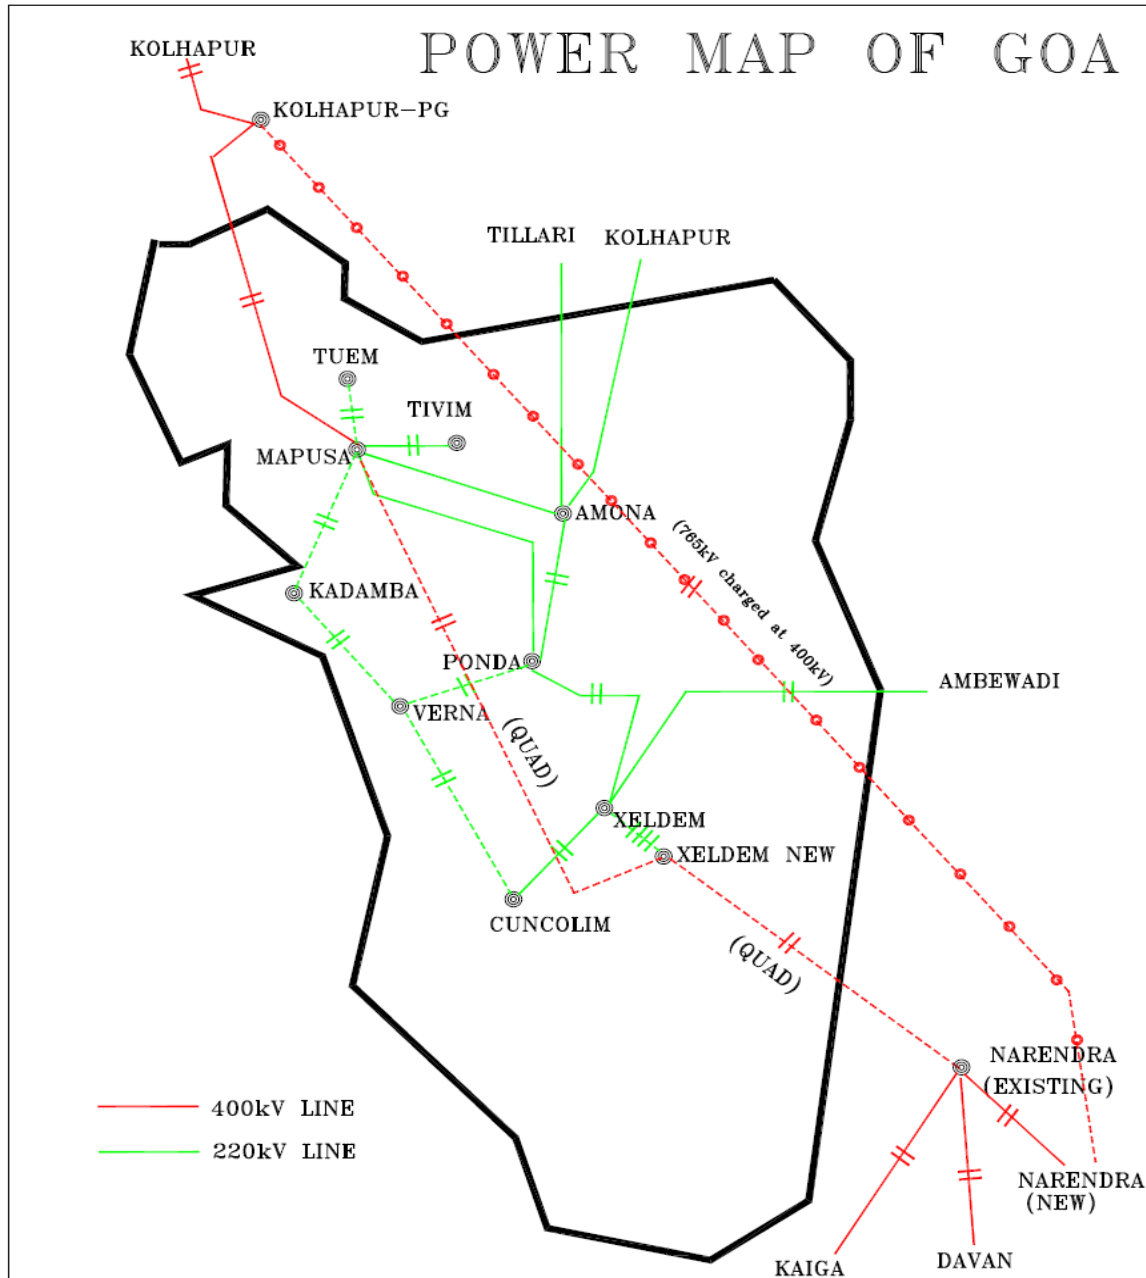 POWER MAP OF GOA
KOLHAPUR
KOLHAPUR-PG
TILLARI
KOLHAPUR
TUEM
TIVIM
MAPUSA
AMONA
(765kV charged at 400kV)
KADAMBA
PONDA
AMBEWADI
VERNA
(QUAD)
XELDEM
XELDEM NEW
CUNCOLIM
(QUAD)
NARENDRA
(EXISTING)
400kV LINE
220kV LINE
NARENDRA
(NEW)
KAIGA
DAVAN